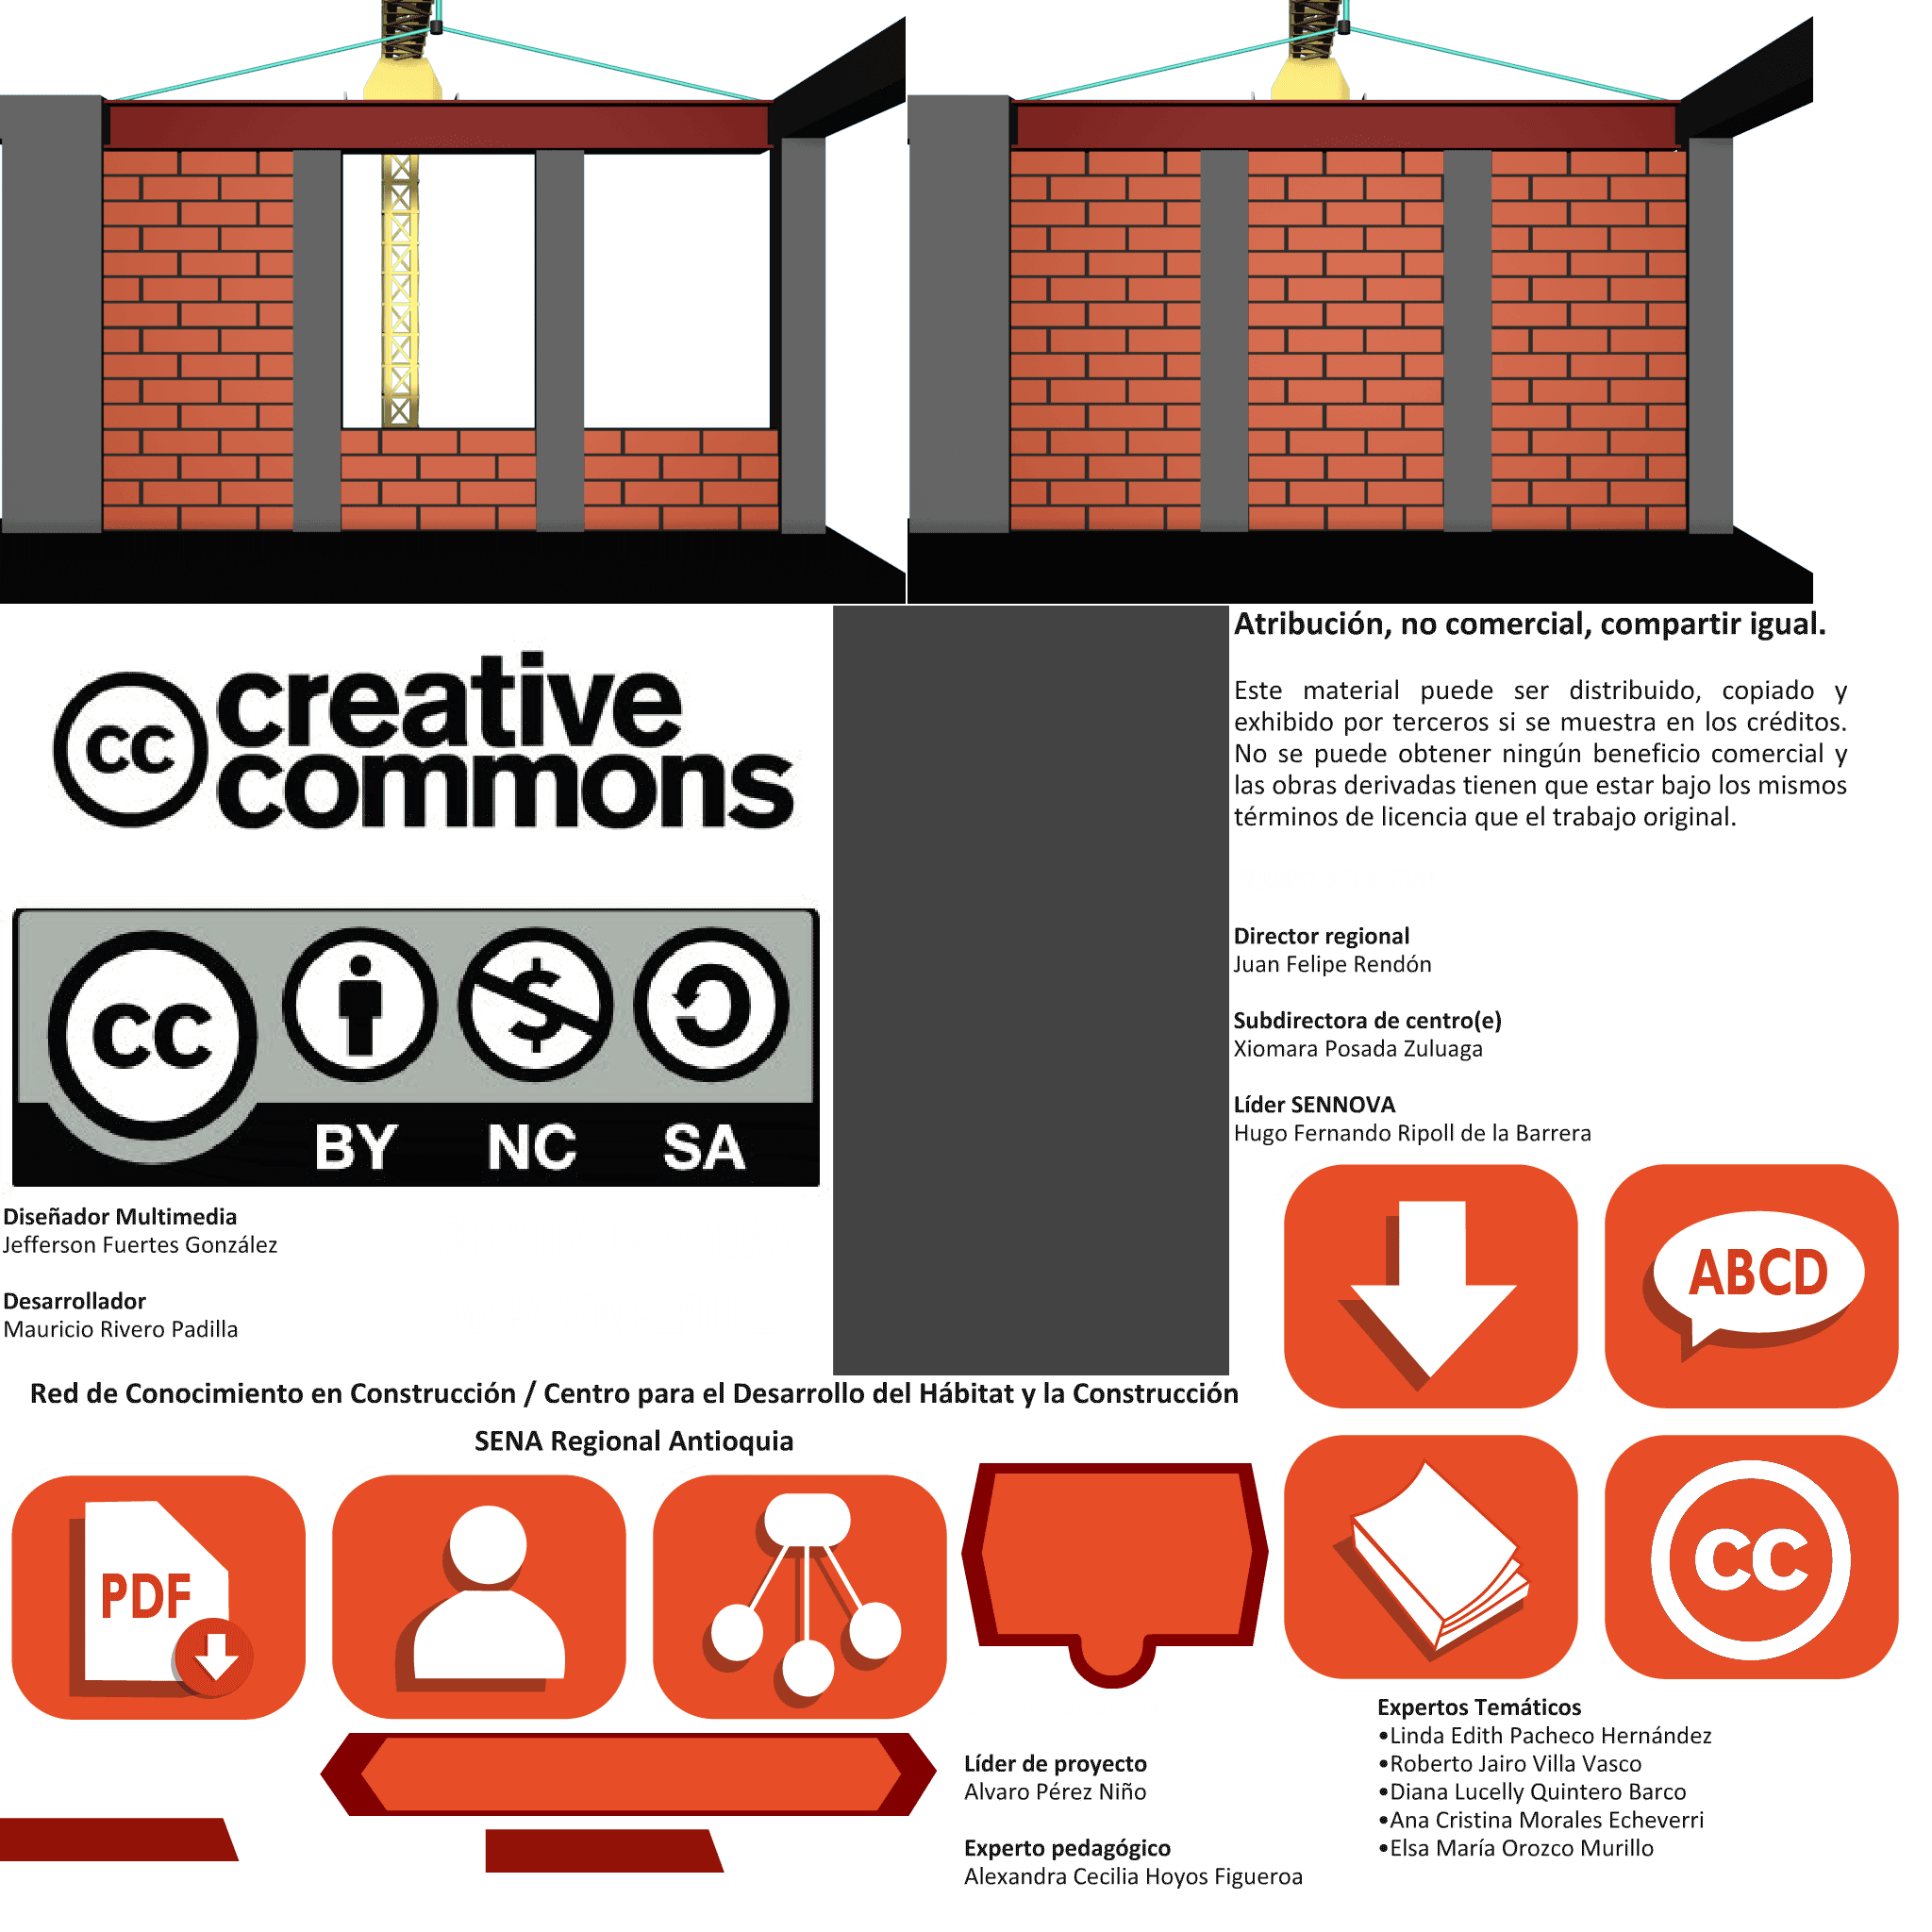 creative
commons
cc
Atribución, no comercial, compartir igual.
Este material puede ser distribuido, copiado y
exhibido por terceros si se muestra en los créditos.
No se puede obtener ningún beneficio comercial y
las obras derivadas tienen que estar bajo los mismos
términos de licencia que el trabajo original.
cc
BY NC SA
Director regional
Juan Felipe Rendón
Subdirectora de centro(e)
Xiomara Posada Zuluaga
Líder SENNOVA
Hugo Fernando Ripoll de la Barrera
Diseñador Multimedia
Jefferson Fuertes González
Desarrollador
Mauricio Rivero Padilla
ABCD
Red de Conocimiento en Construcción / Centro para el Desarrollo del Hábitat y la Construcción
SENA Regional Antioquia
PDF
cc
Líder de proyecto
Alvaro Pérez Niño
Experto pedagógico
Alexandra Cecilia Hoyos Figueroa
Expertos Temáticos
•Linda Edith Pacheco Hernández
•Roberto Jairo Villa Vasco
•Diana Lucelly Quintero Barco
•Ana Cristina Morales Echeverri
•Elsa María Orozco Murillo